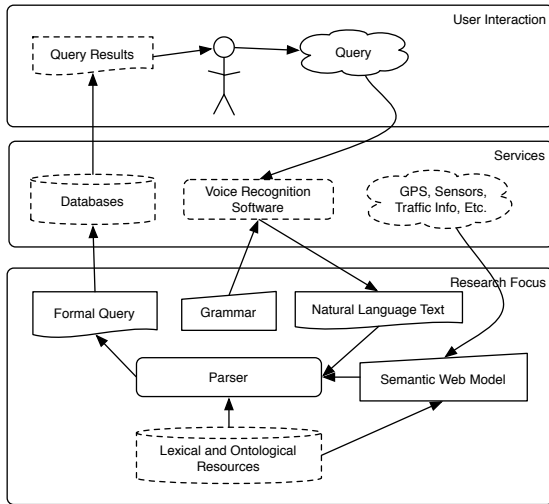 User Interaction
Query Results
Query
Services
Databases
Voice Recognition
Software
GPS, Sensors,
Traffic Info, Etc.
Research Focus
Formal Query
Grammar
Natural Language Text
Parser
Semantic Web Model
Lexical and Ontological
Resources